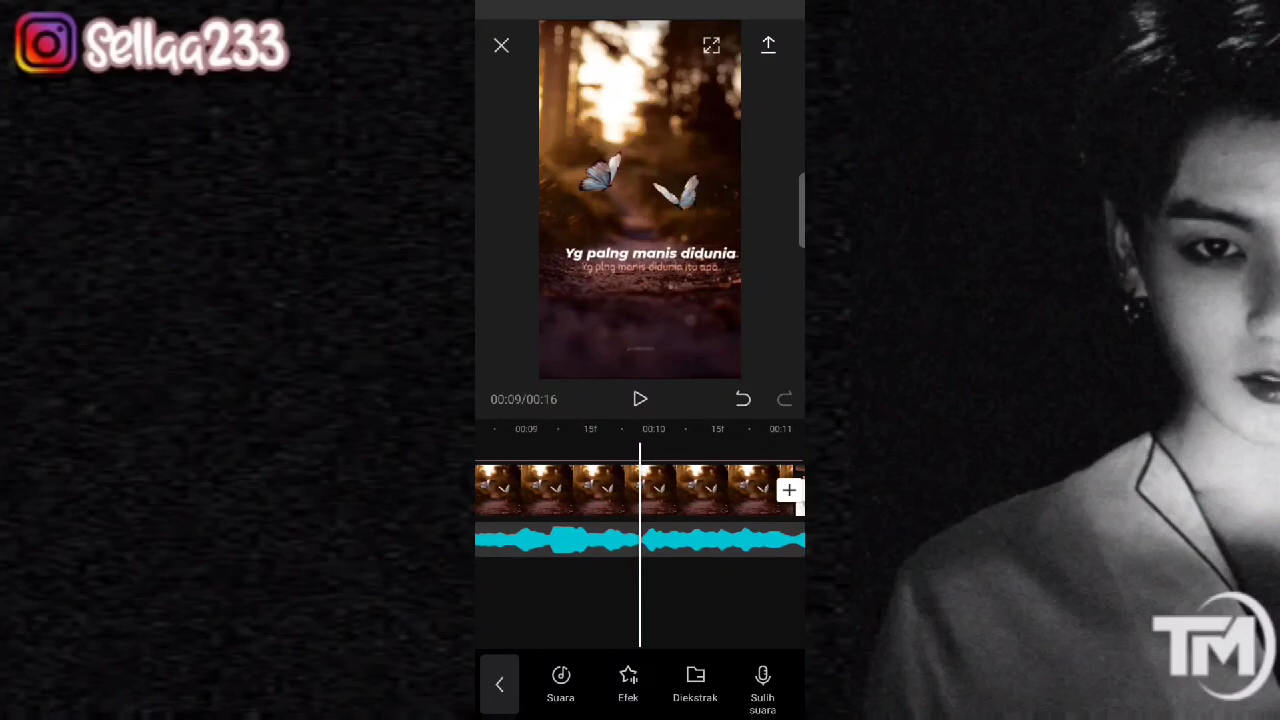 Sellaa233
Yg palng manis didunia
Yg plng manis didunia itu apa
00:09/00:16
00:09
15f
00:10
15f
00:11
Suara
Efek
Diekstrak
Sulih
suara
TM